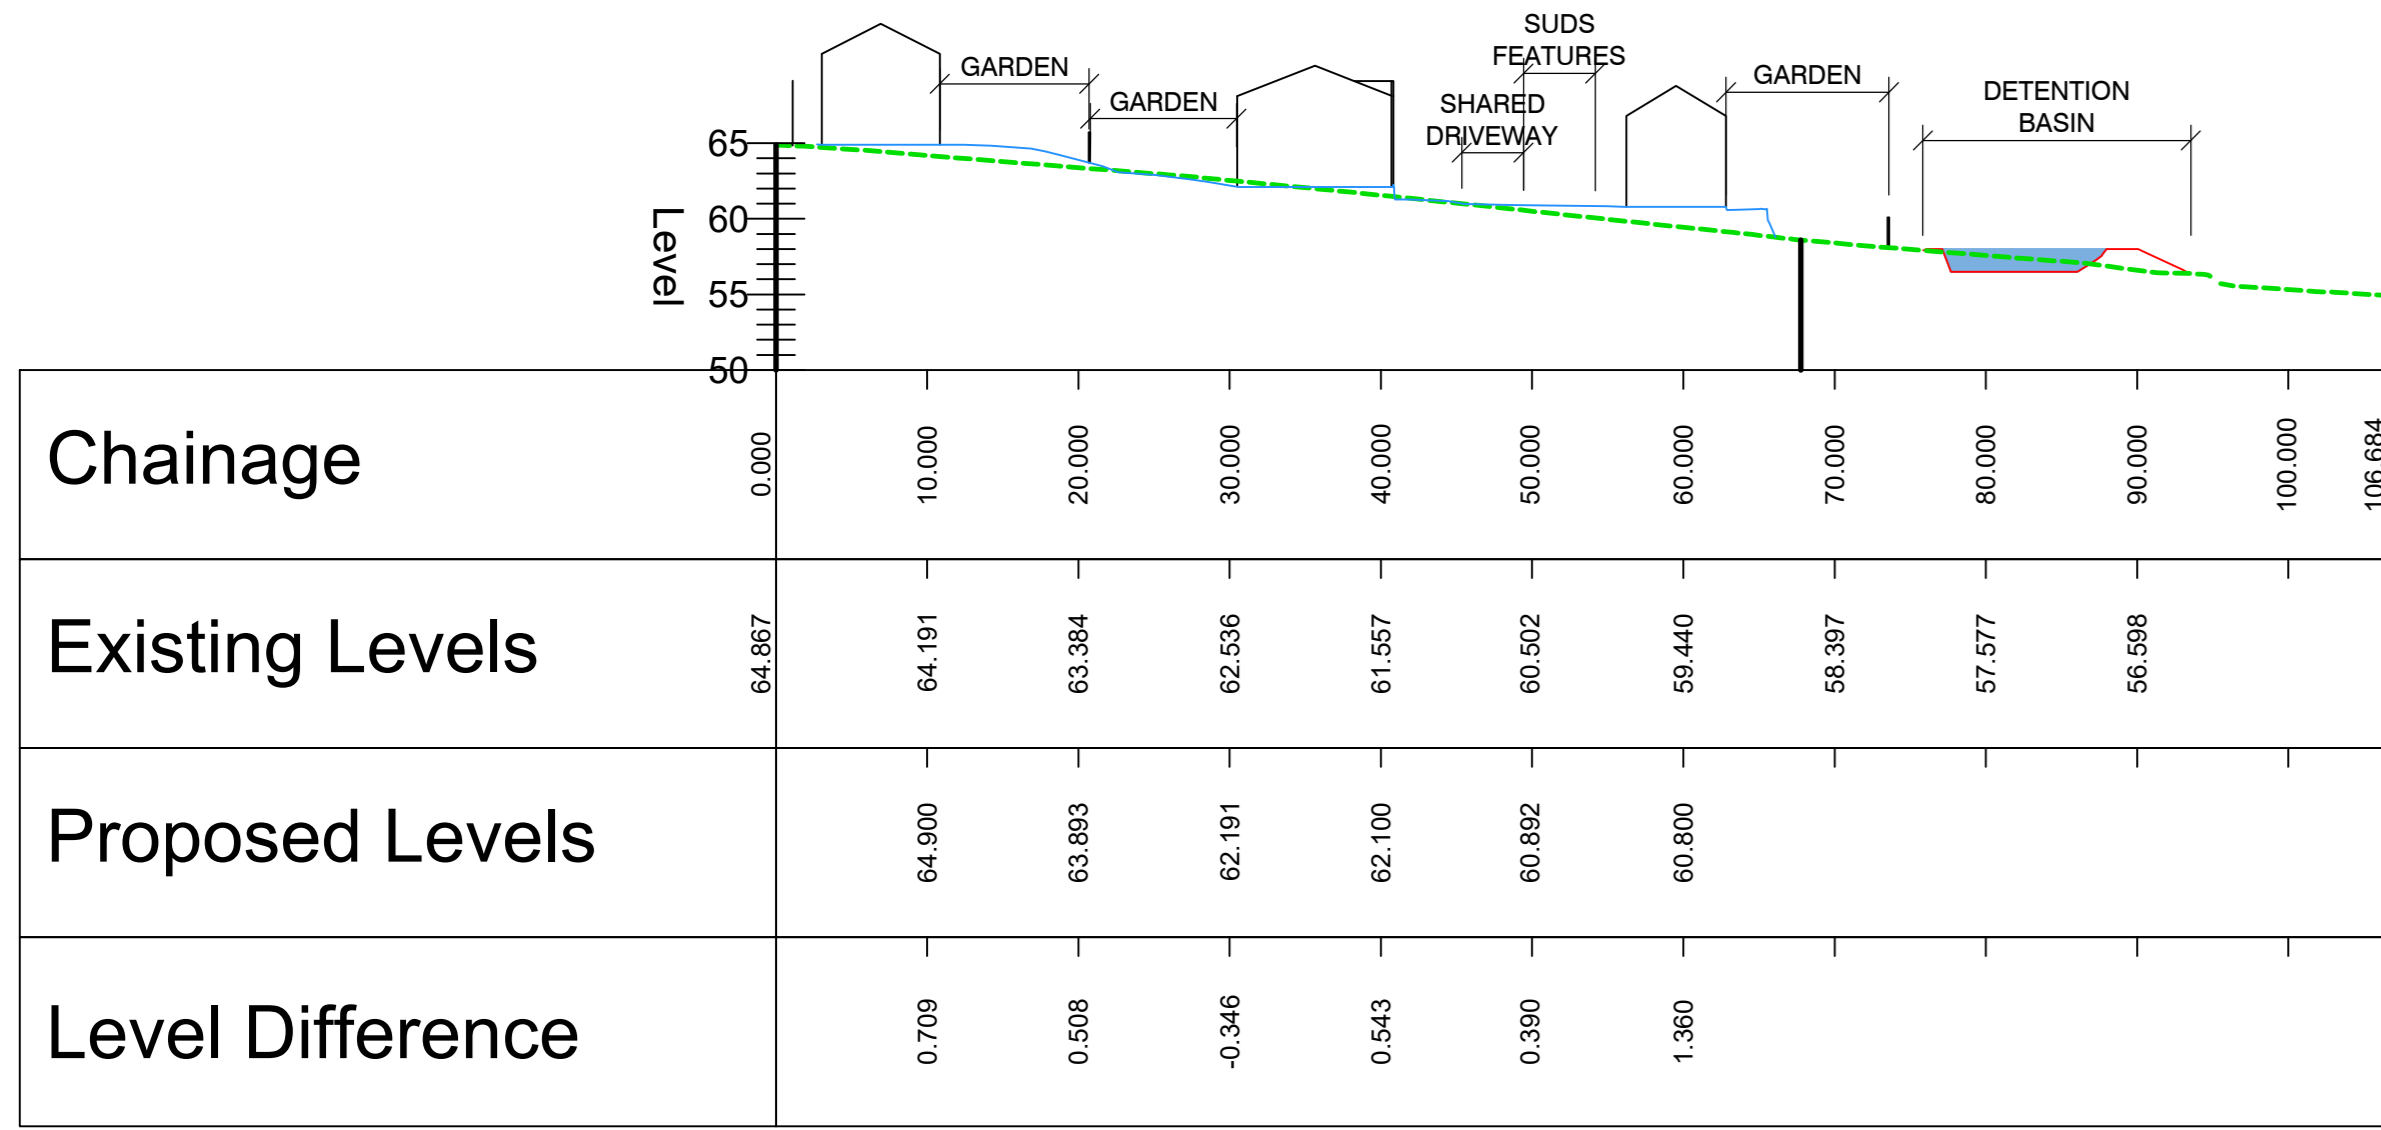 SUDS
FEATURES
GARDEN
GARDEN
SHARED
DRIVEWAY
GARDEN
DETENTION
BASIN
Level
65
60
55
50
Chainage 0.000 10.000 20.000 30.000 40.000 50.000 60.000 70.000 80.000 90.000 100.000 106.684
Existing Levels 64.867 64.191 63.384 62.536 61.557 60.502 59.440 58.397 57.577 56.598
Proposed Levels 64.900 63.893 62.191 62.100 60.892 60.800
Level Difference 0.709 0.508 -0.346 0.543 0.390 1.360